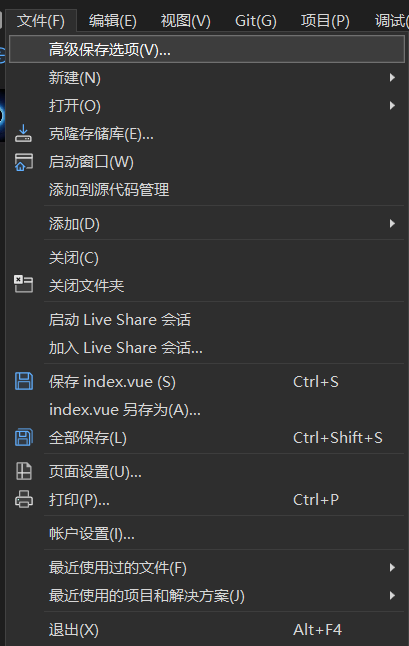 文件(F) 编辑(E) 视图(V) Git(G) 项目(P) 调试(
高级保存选项(V)...
新建(N)
打开(O)
克隆存储库(E)...
启动窗口(W)
添加到源代码管理
添加(D)
关闭(C)
关闭文件夹
启动 Live Share 会话
加入 Live Share 会话...
保存 index.vue (S) Ctrl+S
index.vue 另存为(A)...
全部保存(L) Ctrl+Shift+S
页面设置(U)...
打印(P)... Ctrl+P
帐户设置(I)...
最近使用过的文件(F)
最近使用的项目和解决方案(J)
退出(X) Alt+F4